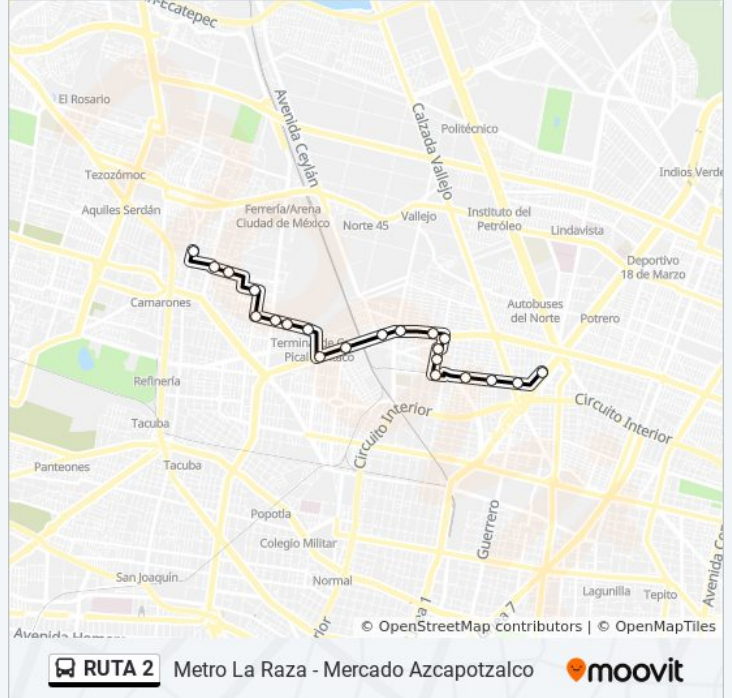 n-Ecatepec
El Rosario
Avenida Ceylán
Calzada Vallejo
Politécnico
Indios Verde
Tezozómoc
Aquiles Serdán
Ferrería/Arena
Ciudad de México
Norte 45
Vallejo
Instituto del
Petróleo
Lindavista
Deportivo
18 de Marzo
Camarones
Autobuses
del Norte
Potrero
Refinería
Circuito Interior
Circuito Interior
Tacuba
Panteones
Tacuba
Popotla
Guerrero
Colegio Militar
San Joaquín
Normal
Lagunilla
Tepito
© OpenStreetMap contributors | © OpenMapTiles
RUTA 2
Metro La Raza - Mercado Azcapotzalco
moovit